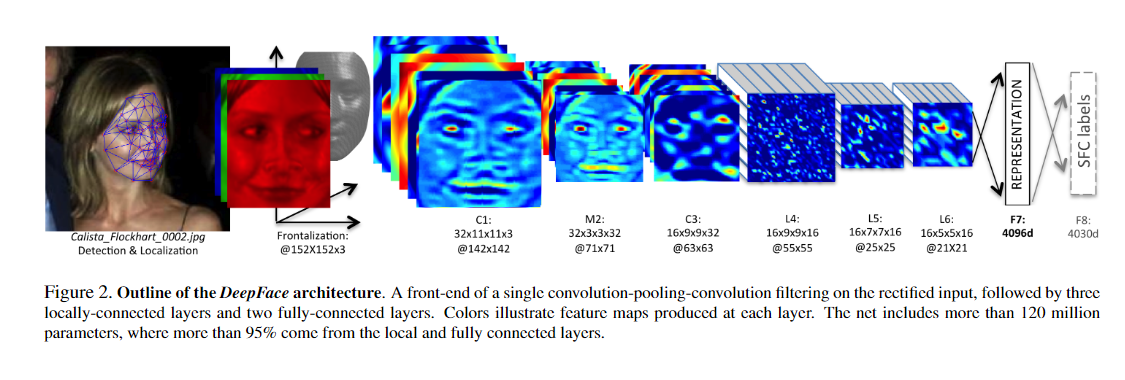 Calista_Flockhart_0002.jpg
Detection & Localization
Frontalization:
@152X152x3
C1:
32x11x11x3
@142x142
M2:
32x3x3x32
@71x71
C3:
16x9x9x32
@63x63
L4:
16x9x9x16
@55x55
L5:
16x7x7x16
@25x25
L6:
16x5x5x16
@21X21
REPRESENTATION
F7:
4096d
SFC labels
F8:
4030d
Figure 2. Outline of the DeepFace architecture. A front-end of a single convolution-pooling-convolution filtering on the rectified input, followed by three
locally-connected layers and two fully-connected layers. Colors illustrate feature maps produced at each layer. The net includes more than 120 million
parameters, where more than 95% come from the local and fully connected layers.